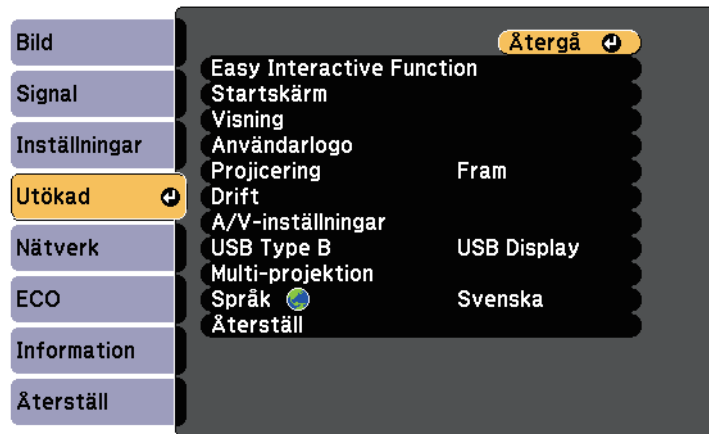 Bild
Signal
Inställningar
Utökad
Nätverk
ECO
Information
Återställ
Återgå
Easy Interactive Function
Startskärm
Visning
Användarlogo
Projicering Fram
Drift
A/V-inställningar
USB Type B USB Display
Multi-projektion
Språk Svenska
Återställ